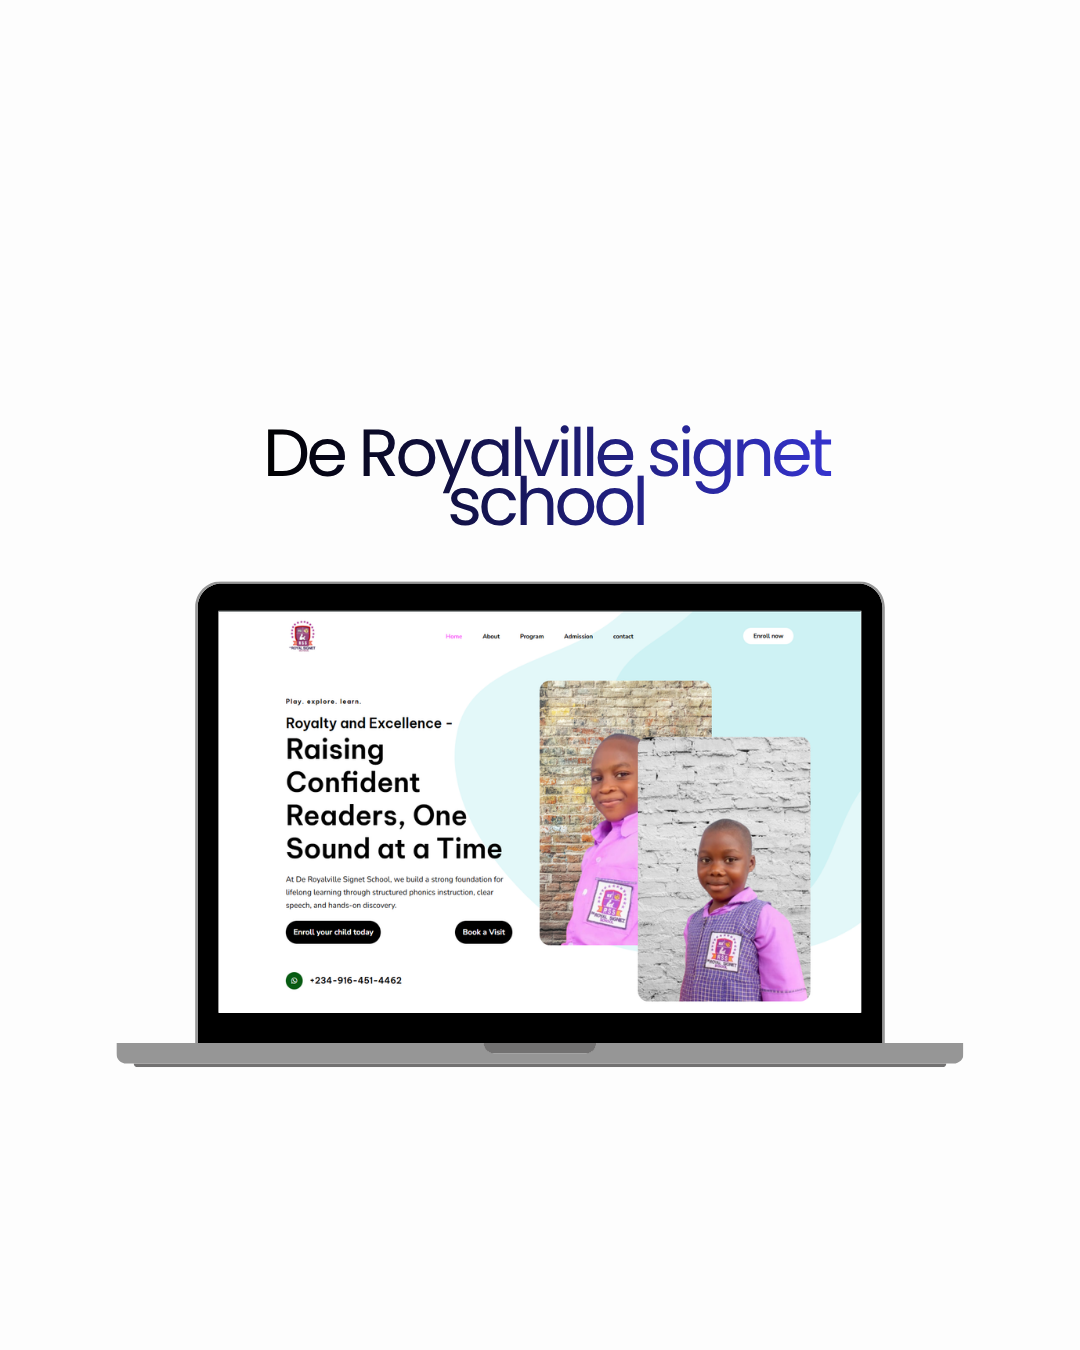 De Royalville signet
school
Home About Program Admission contact Enroll now
Play. explore. learn.
Royalty and Excellence -
Raising
Confident
Readers, One
Sound at a Time
At De Royalville Signet School, we build a strong foundation for
lifelong learning through structured phonics instruction, clear
speech, and hands-on discovery.
Enroll your child today Book a Visit
+234-916-451-4462